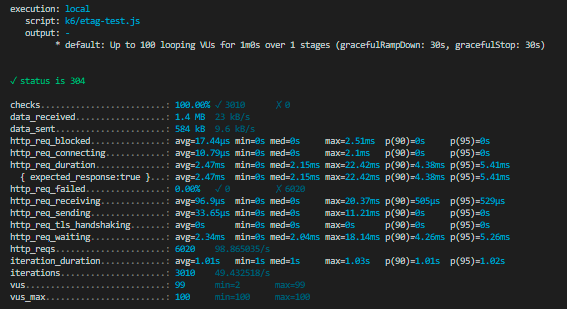 execution: local
script: k6/etag-test.js
output: -
* default: Up to 100 looping VUs for 1m0s over 1 stages (gracefulRampDown: 30s, gracefulStop: 30s)
✓ status is 304
checks.........................: 100.00% ✓ 3010 ✗ 0
data_received..................: 1.4 MB 23 kB/s
data_sent......................: 584 kB 9.6 kB/s
http_req_blocked...............: avg=17.44µs min=0s med=0s max=2.51ms p(90)=0s p(95)=0s
http_req_connecting............: avg=10.79µs min=0s med=0s max=2.1ms p(90)=0s p(95)=0s
http_req_duration..............: avg=2.47ms min=0s med=2.15ms max=22.42ms p(90)=4.38ms p(95)=5.41ms
{ expected_response:true }...: avg=2.47ms min=0s med=2.15ms max=22.42ms p(90)=4.38ms p(95)=5.41ms
http_req_failed................: 0.00% ✓ 0 ✗ 6020
http_req_receiving.............: avg=96.9µs min=0s med=0s max=20.37ms p(90)=505µs p(95)=529µs
http_req_sending...............: avg=33.65µs min=0s med=0s max=11.21ms p(90)=0s p(95)=0s
http_req_tls_handshaking.......: avg=0s min=0s med=0s max=0s p(90)=0s p(95)=0s
http_req_waiting...............: avg=2.34ms min=0s med=2.04ms max=18.14ms p(90)=4.26ms p(95)=5.26ms
http_reqs......................: 6020 98.865035/s
iteration_duration.............: avg=1.01s min=1s med=1s max=1.03s p(90)=1.01s p(95)=1.02s
iterations.....................: 3010 49.432518/s
vus............................: 99 min=2 max=99
vus_max........................: 100 min=100 max=100